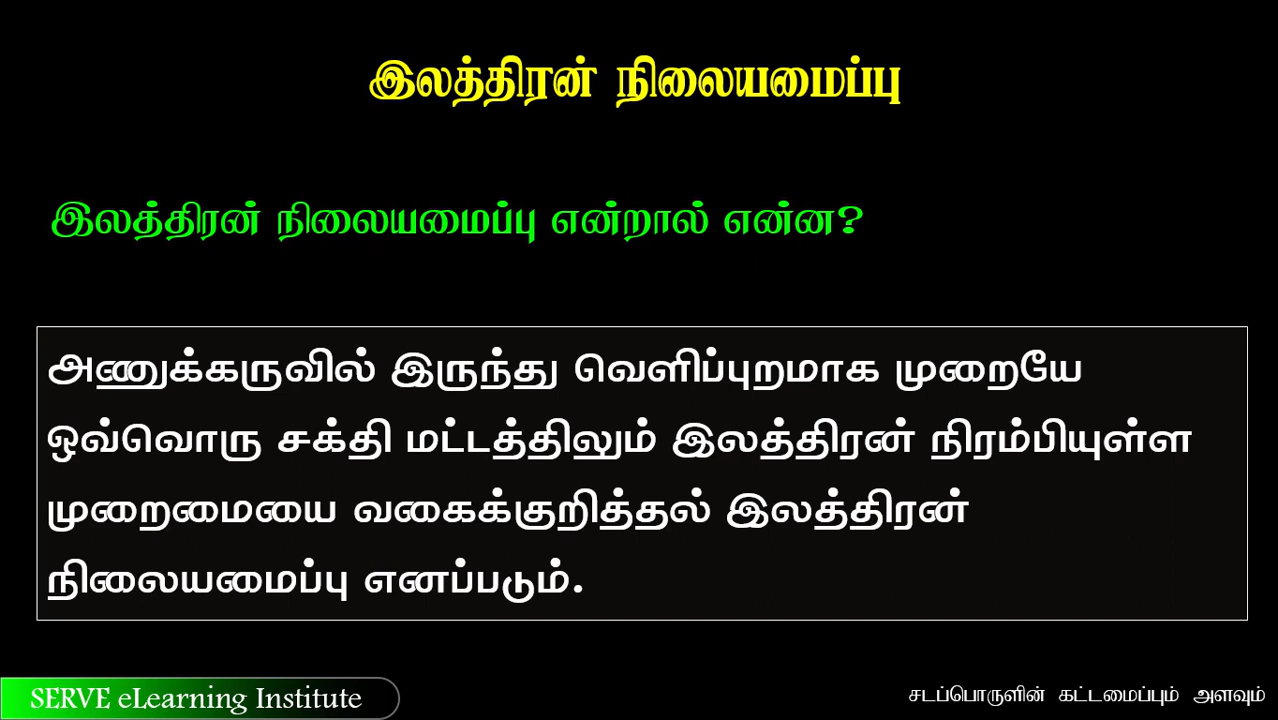 இலத்திரன் நிலையமைப்பு
இலத்திரன் நிலையமைப்பு என்றால் என்ன?
அணுக்கருவில் இருந்து வெளிப்புறமாக முறையே
ஒவ்வொரு சக்தி மட்டத்திலும் இலத்திரன் நிரம்பியுள்ள
முறைமையை வகைக்குறித்தல் இலத்திரன்
நிலையமைப்பு எனப்படும்.
SERVE eLearning Institute
சடப்பொருளின் கட்டமைப்பும் அளவும்